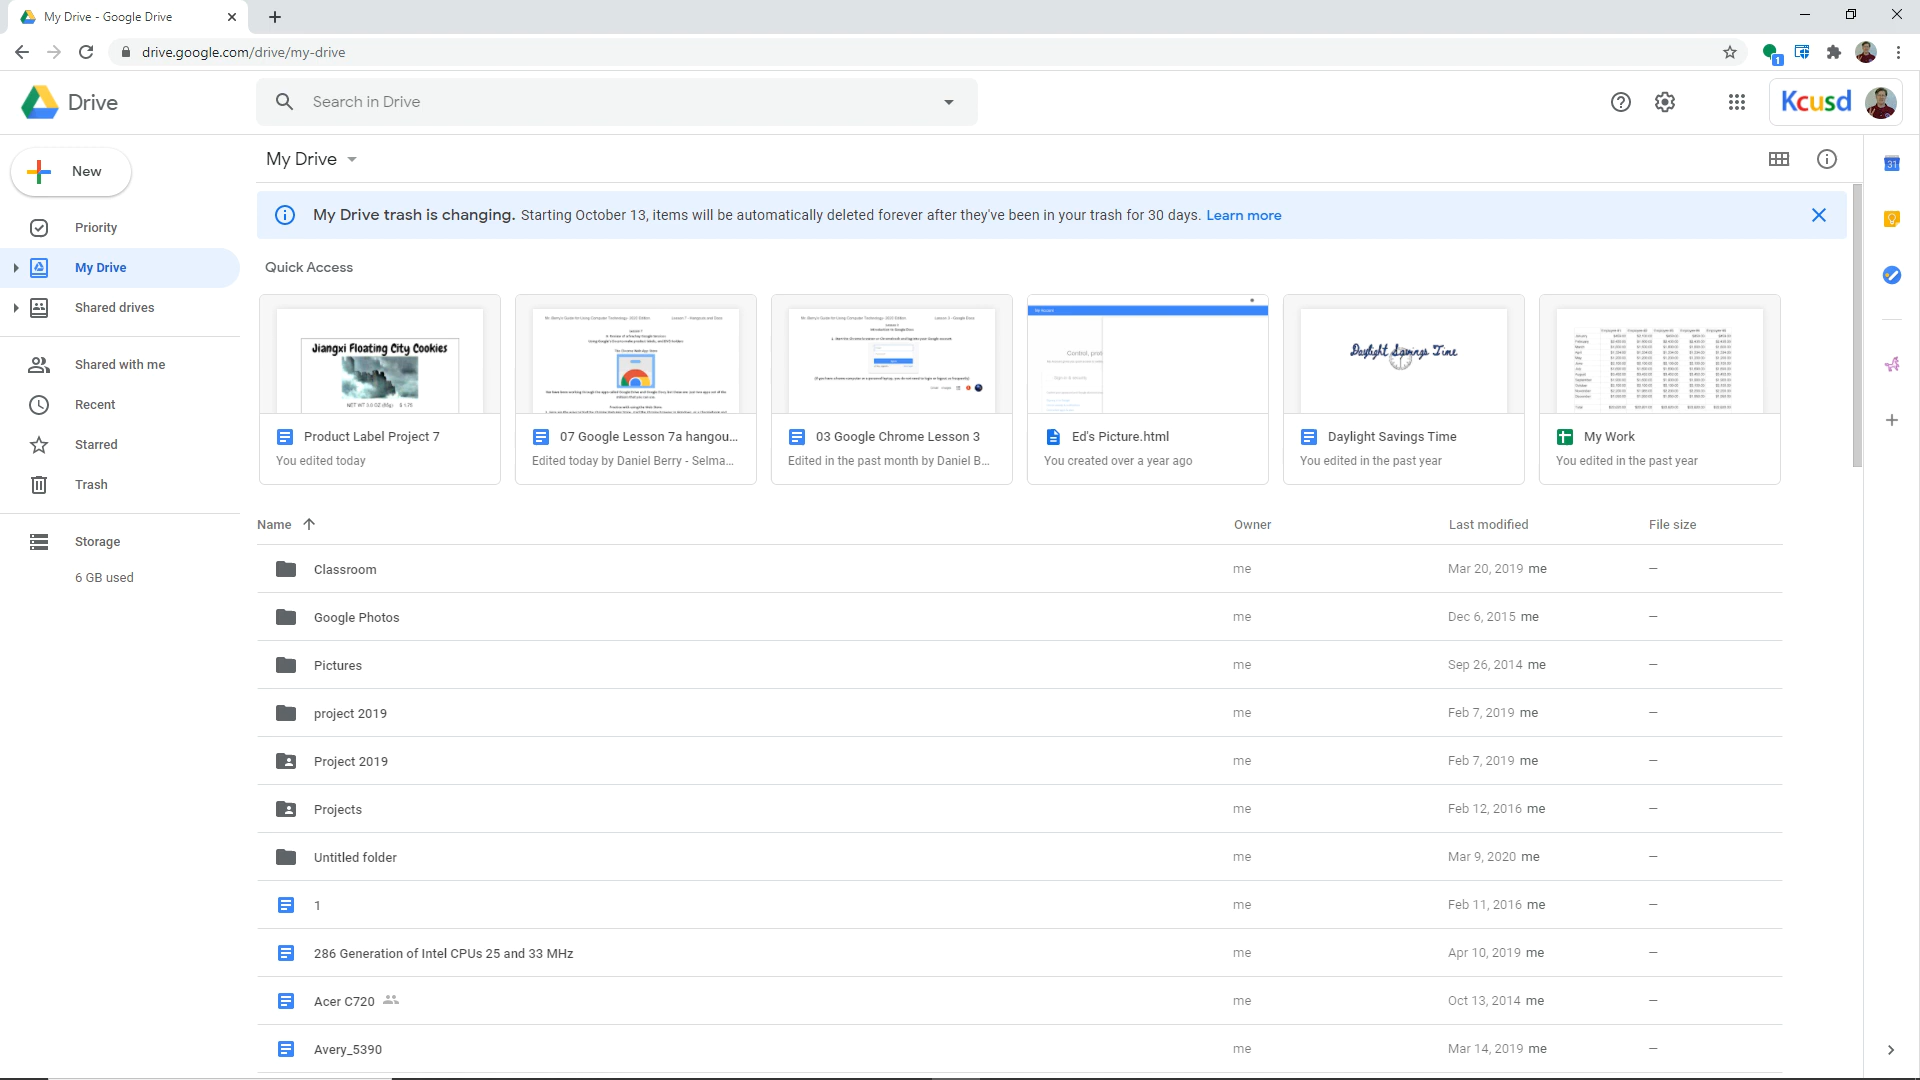 My Drive - Google Drive
drive.google.com/drive/my-drive
1
Drive
Search in Drive
Kcusd
New
My Drive
31
Priority
My Drive
Shared drives
Shared with me
Recent
Starred
Trash
Storage
6 GB used
My Drive trash is changing. Starting October 13, items will be automatically deleted forever after they've been in your trash for 30 days. Learn more
Quick Access
Jiangxi Floating City Cookies
Daylight Savings Time
Product Label Project 7
You edited today
07 Google Lesson 7a hangou...
Edited today by Daniel Berry - Selma...
03 Google Chrome Lesson 3
Edited in the past month by Daniel B...
Ed's Picture.html
You created over a year ago
Daylight Savings Time
You edited in the past year
My Work
You edited in the past year
Name Owner Last modified File size
Classroom me Mar 20, 2019 me –
Google Photos me Dec 6, 2015 me –
Pictures me Sep 26, 2014 me –
project 2019 me Feb 7, 2019 me –
Project 2019 me Feb 7, 2019 me –
Projects me Feb 12, 2016 me –
Untitled folder me Mar 9, 2020 me –
1 me Feb 11, 2016 me –
286 Generation of Intel CPUs 25 and 33 MHz me Apr 10, 2019 me –
Acer C720 me Oct 13, 2014 me –
Avery_5390 me Mar 14, 2019 me –